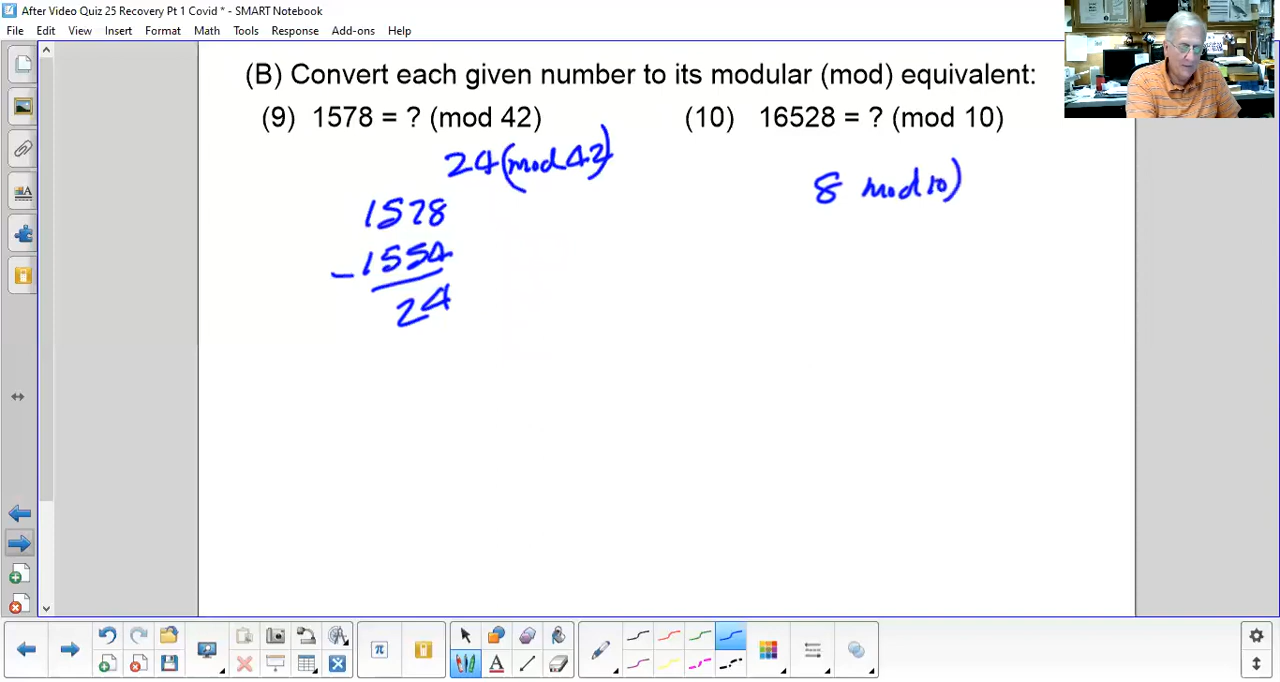 After Video Quiz 25 Recovery Pt 1 Covid * - SMART Notebook
File Edit View Insert Format Math Tools Response Add-ons Help
(B) Convert each given number to its modular (mod) equivalent:
(9) 1578 = ? (mod 42) (10) 16528 = ? (mod 10)
24 (mod 42)
8 mod 10)
1578
- 1554
24
π
A